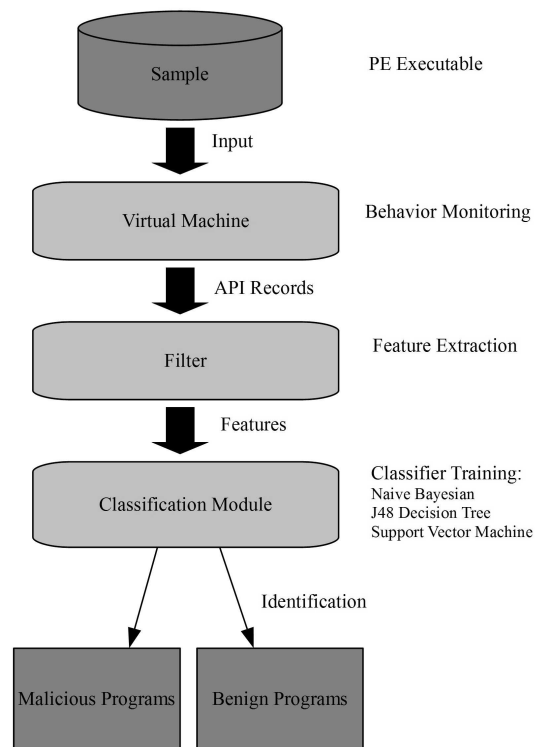 Sample
PE Executable
Input
Virtual Machine
Behavior Monitoring
API Records
Filter
Feature Extraction
Features
Classification Module
Classifier Training:
Naive Bayesian
J48 Decision Tree
Support Vector Machine
Identification
Malicious Programs
Benign Programs